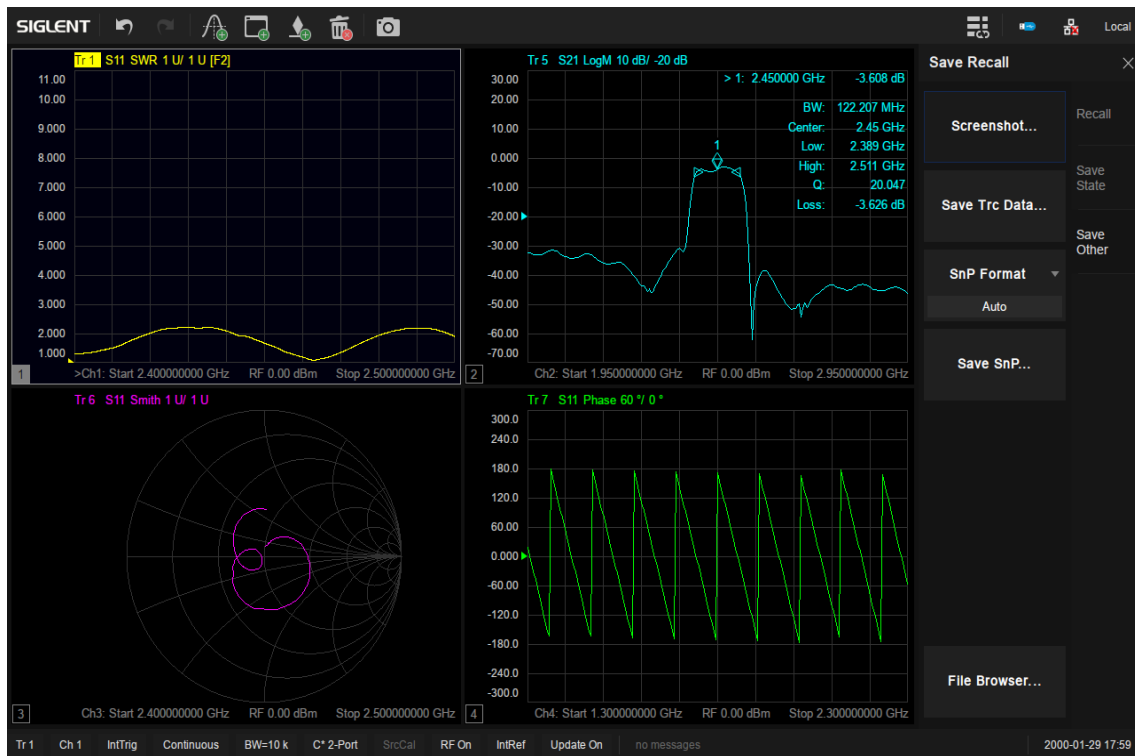 SIGLENT
Local
Tr 1 S11 SWR 1 U/ 1 U [F2]
11.00
10.00
9.000
8.000
7.000
6.000
5.000
4.000
3.000
2.000
1.000
1
>Ch1: Start 2.400000000 GHz RF 0.00 dBm Stop 2.500000000 GHz
Tr 5 S21 LogM 10 dB/ -20 dB
> 1: 2.450000 GHz -3.608 dB
BW: 122.207 MHz
Center: 2.45 GHz
Low: 2.389 GHz
High: 2.511 GHz
Q: 20.047
Loss: -3.626 dB
1
30.00
20.00
10.00
0.000
-10.00
-20.00
-30.00
-40.00
-50.00
-60.00
-70.00
2
Ch2: Start 1.950000000 GHz RF 0.00 dBm Stop 2.950000000 GHz
Tr 6 S11 Smith 1 U/ 1 U
3
Ch3: Start 2.400000000 GHz RF 0.00 dBm Stop 2.500000000 GHz
Tr 7 S11 Phase 60 °/ 0 °
300.0
240.0
180.0
120.0
60.00
0.000
-60.00
-120.0
-180.0
-240.0
-300.0
4
Ch4: Start 1.300000000 GHz RF 0.00 dBm Stop 2.300000000 GHz
Save Recall
Screenshot...
Save Trc Data...
SnP Format
Auto
Save SnP...
File Browser...
Recall
Save
State
Save
Other
Tr 1 Ch 1 IntTrig Continuous BW=10 k C* 2-Port SrcCal RF On IntRef Update On no messages 2000-01-29 17:59